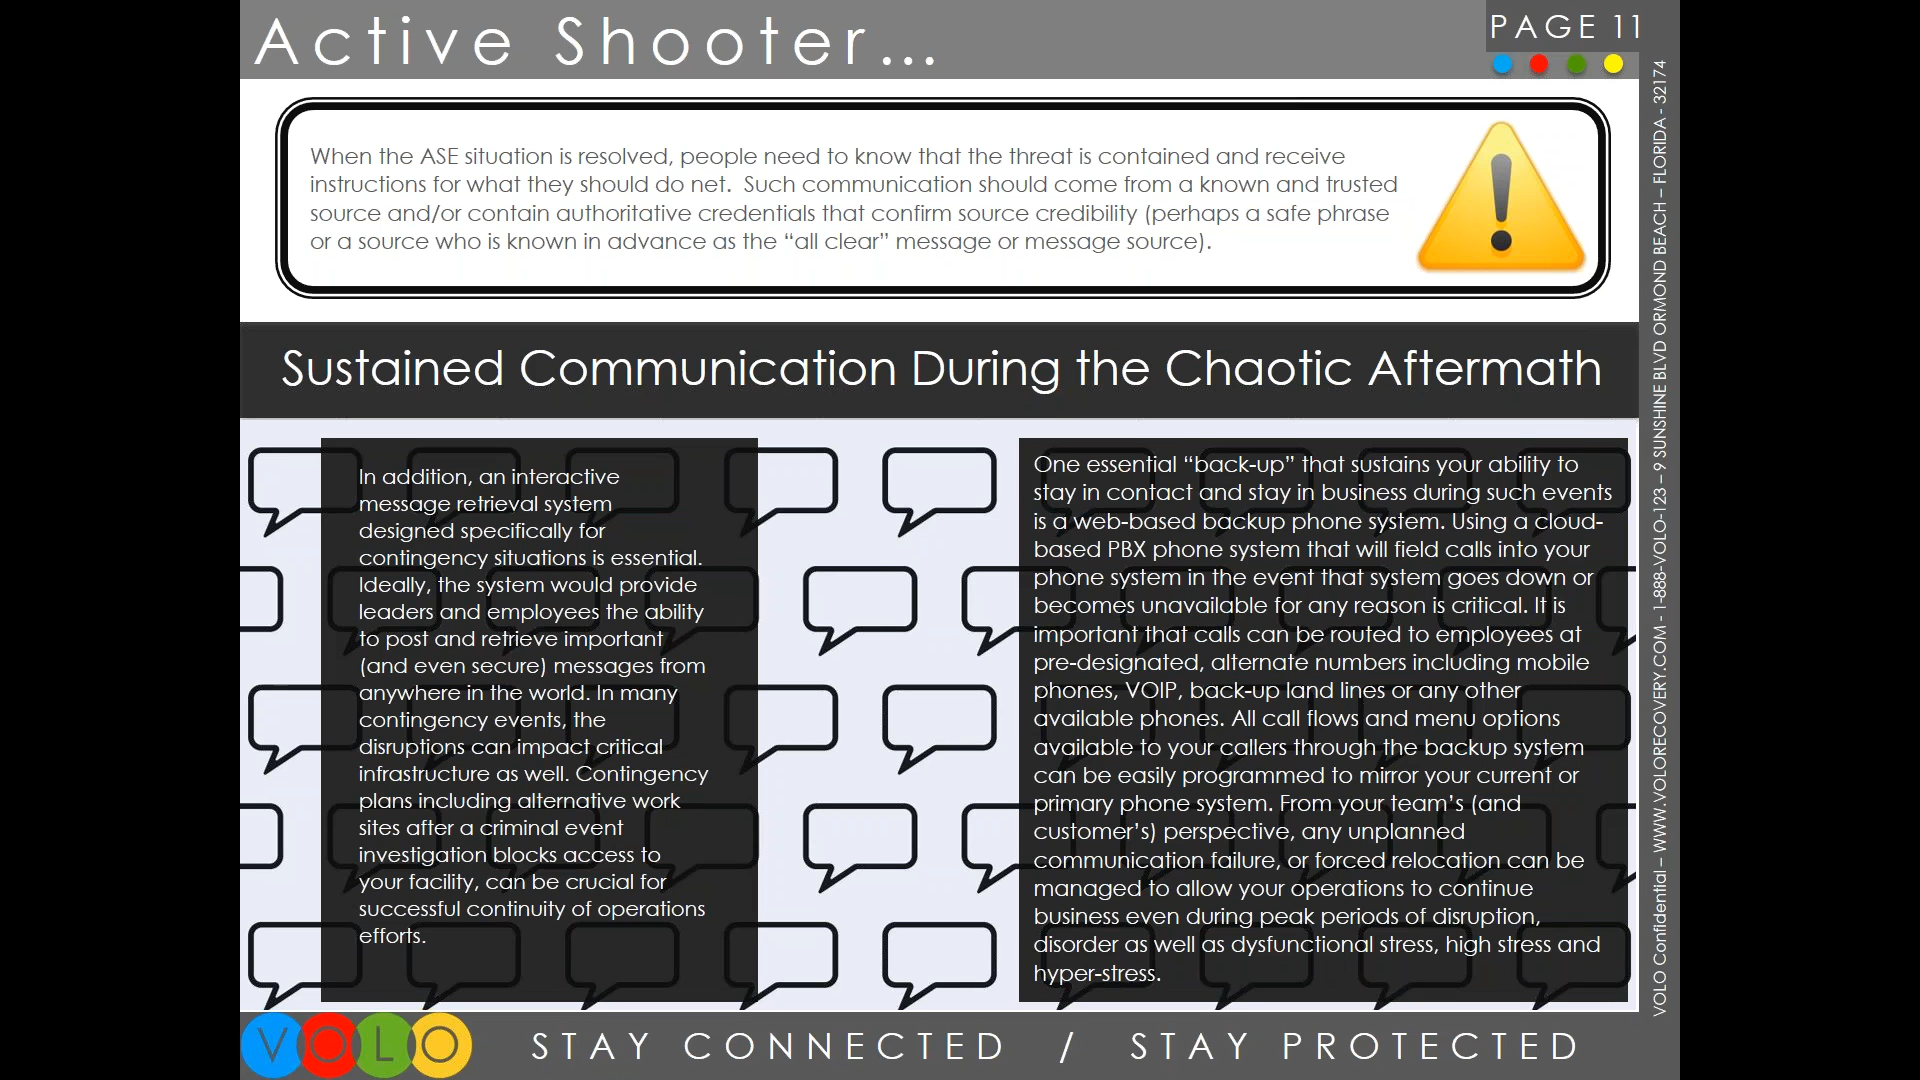 Active Shooter...
PAGE 11
When the ASE situation is resolved, people need to know that the threat is contained and receive
instructions for what they should do net.  Such communication should come from a known and trusted
source and/or contain authoritative credentials that confirm source credibility (perhaps a safe phrase
or a source who is known in advance as the “all clear” message or message source).
Sustained Communication During the Chaotic Aftermath
In addition, an interactive
message retrieval system
designed specifically for
contingency situations is essential.
Ideally, the system would provide
leaders and employees the ability
to post and retrieve important
(and even secure) messages from
anywhere in the world. In many
contingency events, the
disruptions can impact critical
infrastructure as well. Contingency
plans including alternative work
sites after a criminal event
investigation blocks access to
your facility, can be crucial for
successful continuity of operations
efforts.
One essential “back-up” that sustains your ability to
stay in contact and stay in business during such events
is a web-based backup phone system. Using a cloud-
based PBX phone system that will field calls into your
phone system in the event that system goes down or
becomes unavailable for any reason is critical. It is
important that calls can be routed to employees at
pre-designated, alternate numbers including mobile
phones, VOIP, back-up land lines or any other
available phones. All call flows and menu options
available to your callers through the backup system
can be easily programmed to mirror your current or
primary phone system. From your team’s (and
customer’s) perspective, any unplanned
communication failure, or forced relocation can be
managed to allow your operations to continue
business even during peak periods of disruption,
disorder as well as dysfunctional stress, high stress and
hyper-stress.
VOLO Confidential – WWW.VOLORECOVERY.COM - 1-888-VOLO-123 – 9 SUNSHINE BLVD ORMOND BEACH – FLORIDA - 32174
VOLO
STAY CONNECTED / STAY PROTECTED